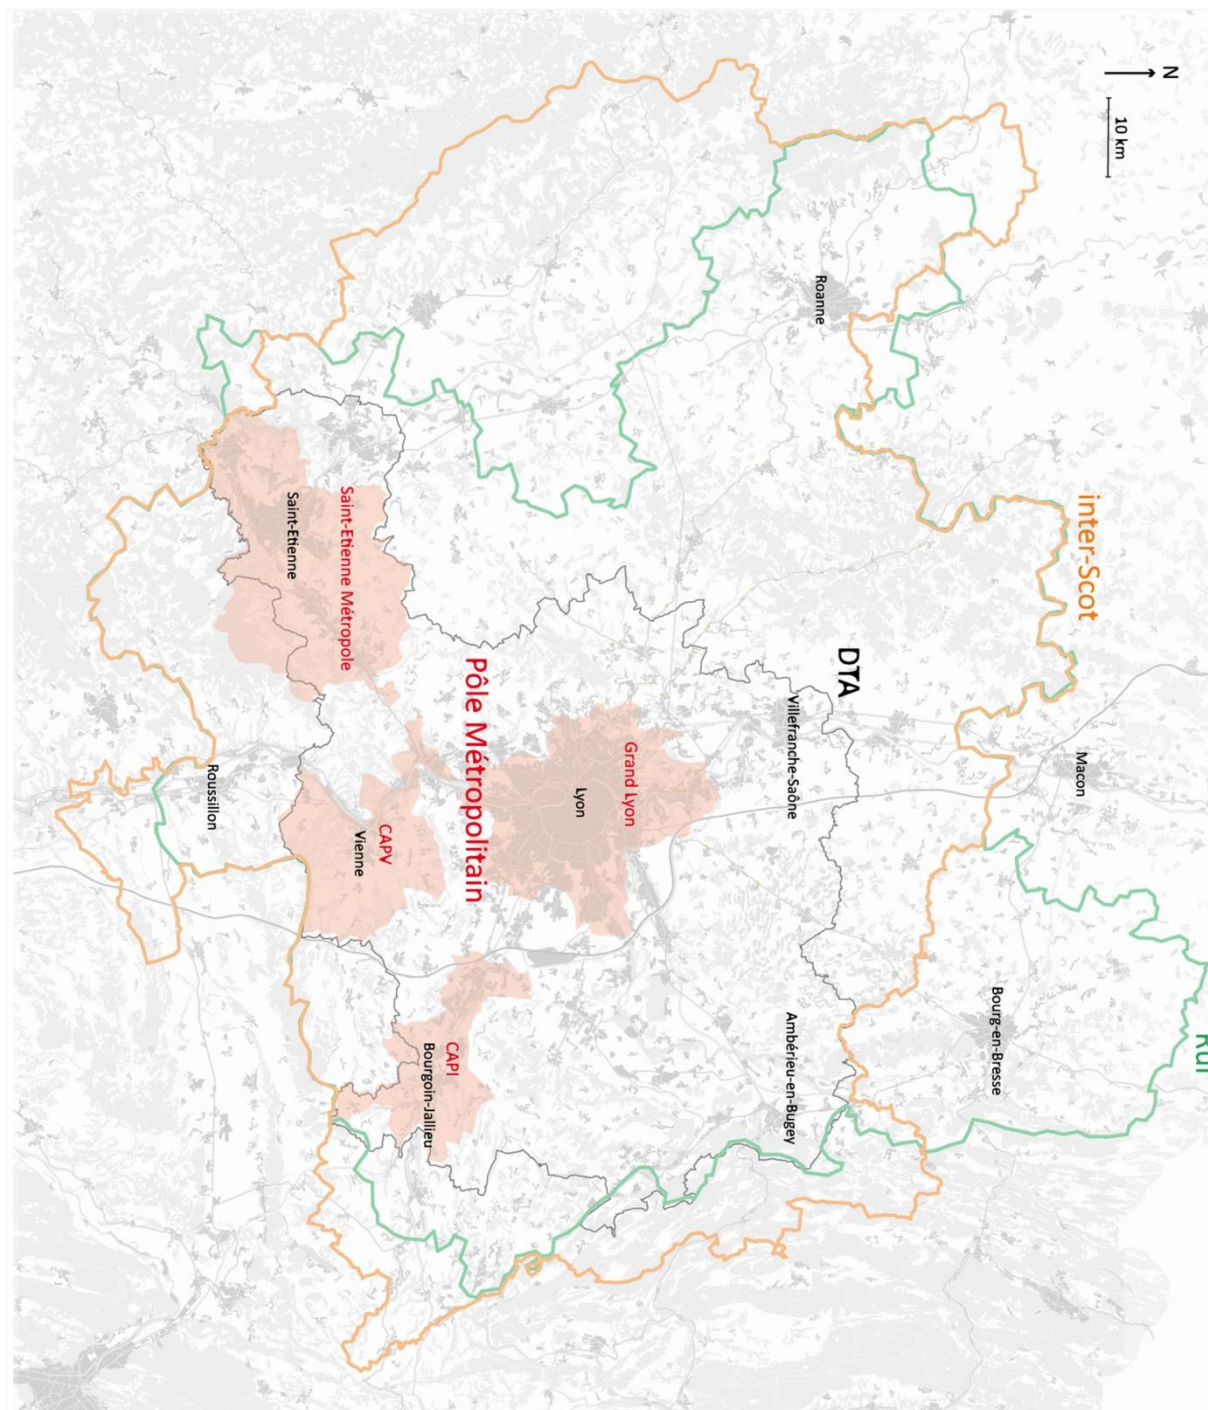 N
10 km
inter-Scot
Macon
Bourg-en-Bresse
DTA
Roanne
Villefranche-Saône
Ambérieu-en-Bugey
Grand Lyon
Lyon
Pôle Métropolitain
CAPI
Bourgoin-Jallieu
CAPV
Vienne
Saint-Etienne Métropole
Saint-Etienne
Roussillon